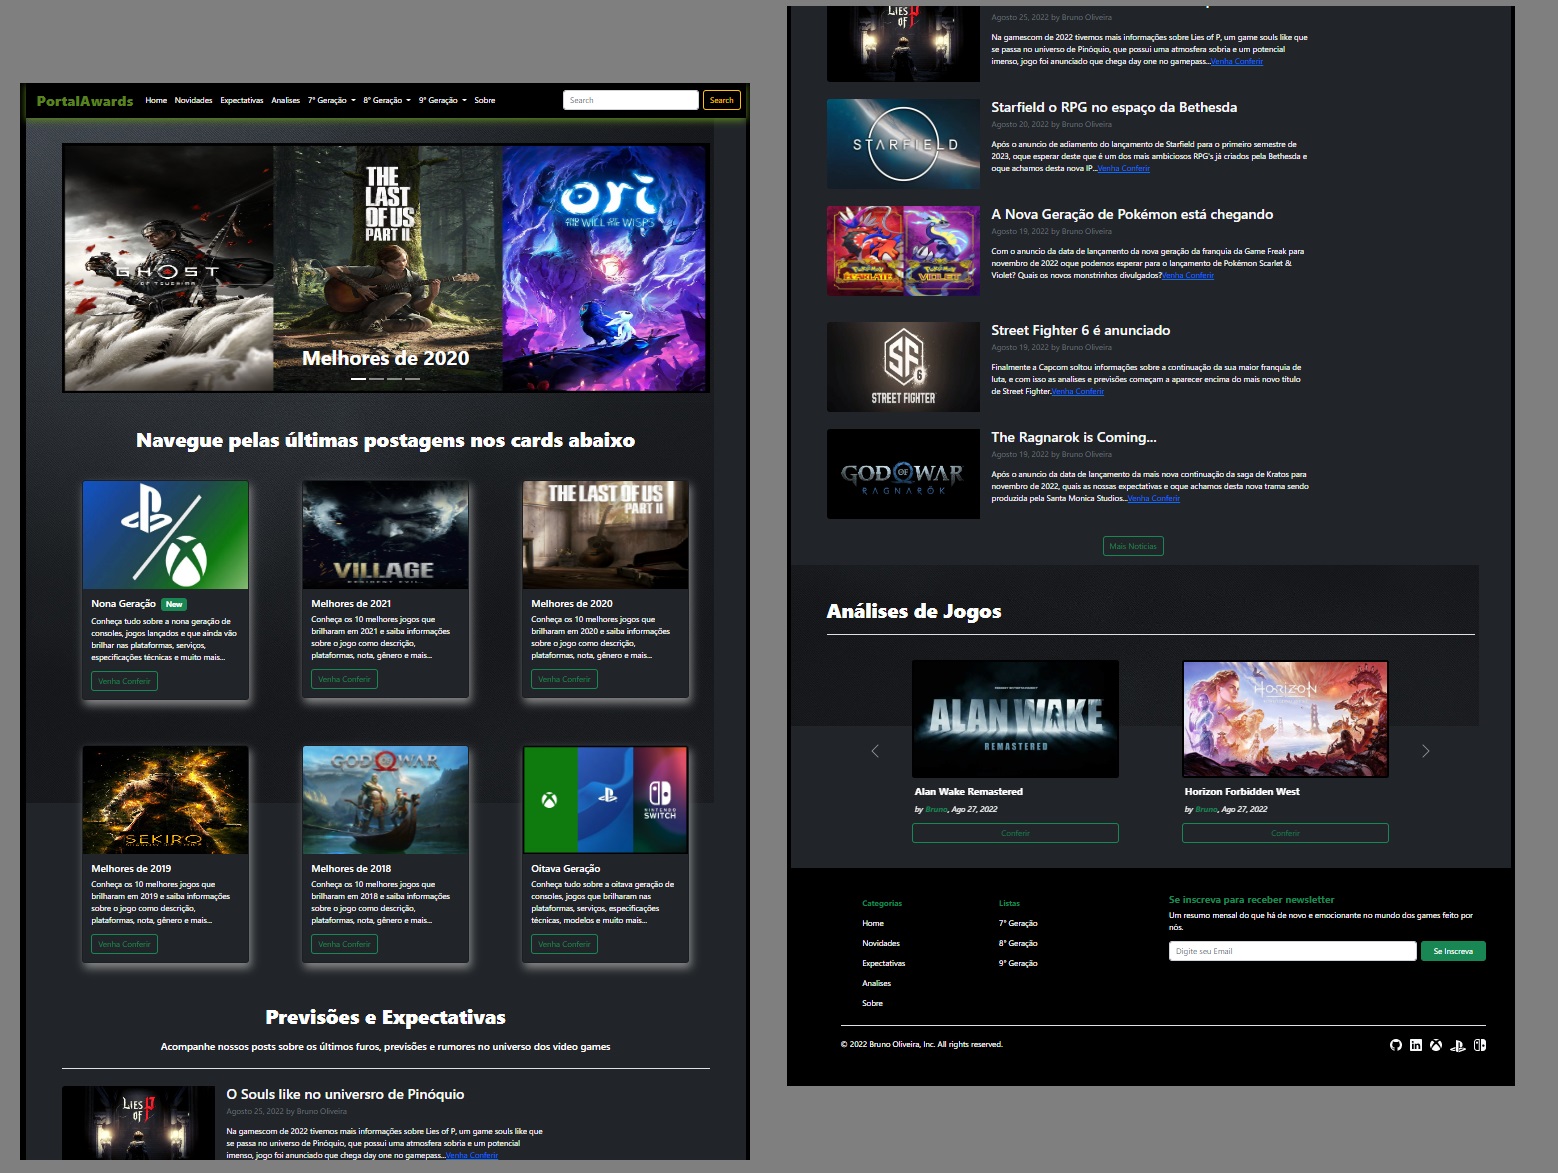 PortalAwards Home Novidades Expectativas Analises 7° Geração 8° Geração 9° Geração Sobre Search Search
GHOST
OF TSUSHIMA
THE
LAST
OF US
PART II
ori
AND THE
WILL OF THE WISPS
Melhores de 2020
Navegue pelas últimas postagens nos cards abaixo
Nona Geração New
Conheça tudo sobre a nona geração de
consoles, jogos lançados e que ainda vão
brilhar nas plataformas, serviços,
especificações técnicas e muito mais...
Venha Conferir
VILLAGE
RESIDENT EVIL
Melhores de 2021
Conheça os 10 melhores jogos que
brilharam em 2021 e saiba informações
sobre o jogo como descrição,
plataformas, nota, gênero e mais...
Venha Conferir
THE LAST OF US
PART II
Melhores de 2020
Conheça os 10 melhores jogos que
brilharam em 2020 e saiba informações
sobre o jogo como descrição,
plataformas, nota, gênero e mais...
Venha Conferir
SEKIRO
Melhores de 2019
Conheça os 10 melhores jogos que
brilharam em 2019 e saiba informações
sobre o jogo como descrição,
plataformas, nota, gênero e mais...
Venha Conferir
GOD OF WAR
Melhores de 2018
Conheça os 10 melhores jogos que
brilharam em 2018 e saiba informações
sobre o jogo como descrição,
plataformas, nota, gênero e mais...
Venha Conferir
NINTENDO
SWITCH
Oitava Geração
Conheça tudo sobre a oitava geração de
consoles, jogos que brilharam nas
plataformas, serviços, especificações
técnicas, modelos e muito mais...
Venha Conferir
Previsões e Expectativas
Acompanhe nossos posts sobre os últimos furos, previsões e rumores no universo dos video games
LIES
OF P
O Souls like no universro de Pinóquio
Agosto 25, 2022 by Bruno Oliveira
Na gamescom de 2022 tivemos mais informações sobre Lies of P, um game souls like que
se passa no universo de Pinóquio, que possui uma atmosfera sobria e um potencial
imenso, jogo foi anunciado que chega day one no gamepass...Venha Conferir
LIES
OF P
Agosto 25, 2022 by Bruno Oliveira
Na gamescom de 2022 tivemos mais informações sobre Lies of P, um game souls like que
se passa no universo de Pinóquio, que possui uma atmosfera sobria e um potencial
imenso, jogo foi anunciado que chega day one no gamepass...Venha Conferir
STARFIELD
Starfield o RPG no espaço da Bethesda
Agosto 20, 2022 by Bruno Oliveira
Após o anuncio de adiamento do lançamento de Starfield para o primeiro semestre de
2023, oque esperar deste que é um dos mais ambiciosos RPG's já criados pela Bethesda e
oque achamos desta nova IP...Venha Conferir
Pokémon
SCARLET
Pokémon
VIOLET
A Nova Geração de Pokémon está chegando
Agosto 19, 2022 by Bruno Oliveira
Com o anuncio da data de lançamento da nova geração da franquia da Game Freak para
novembro de 2022 oque podemos esperar para o lançamento de Pokémon Scarlet &
Violet? Quais os novos monstrinhos divulgados?Venha Conferir
SF
6
STREET FIGHTER
Street Fighter 6 é anunciado
Agosto 19, 2022 by Bruno Oliveira
Finalmente a Capcom soltou informações sobre a continuação da sua maior franquia de
luta, e com isso as analises e previsões começam a aparecer encima do mais novo titulo
de Street Fighter.Venha Conferir
GOD OF WAR
RAGNARÖK
The Ragnarok is Coming...
Agosto 19, 2022 by Bruno Oliveira
Após o anuncio da data de lançamento da mais nova continuação da saga de Kratos para
novembro de 2022, quais as nossas expectativas e oque achamos desta nova trama sendo
produzida pela Santa Monica Studios...Venha Conferir
Mais Noticias
Análises de Jogos
ALAN WAKE
REMASTERED
Alan Wake Remastered
by Bruno, Ago 27, 2022
Conferir
HORIZON
Horizon Forbidden West
by Bruno, Ago 27, 2022
Conferir
Categorias
Home
Novidades
Expectativas
Analises
Sobre
Listas
7° Geração
8° Geração
9° Geração
Se inscreva para receber newsletter
Um resumo mensal do que há de novo e emocionante no mundo dos games feito por
nós.
Digite seu Email Se Inscreva
© 2022 Bruno Oliveira, Inc. All rights reserved.